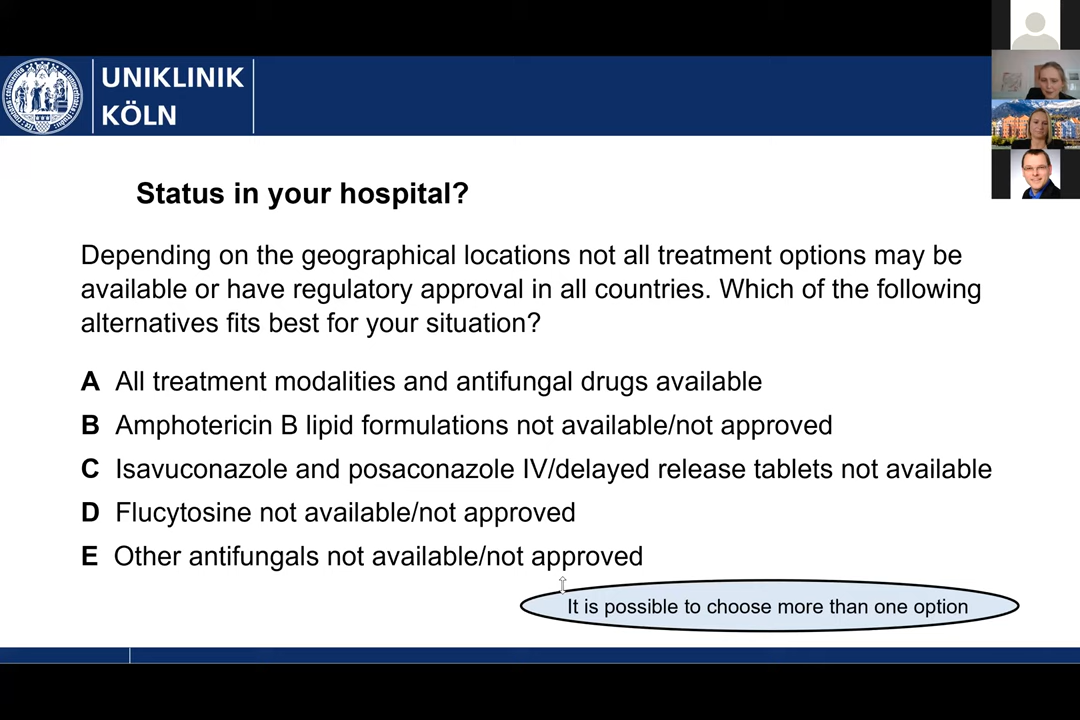 UNIKLINIK
KÖLN
Status in your hospital?
Depending on the geographical locations not all treatment options may be
available or have regulatory approval in all countries. Which of the following
alternatives fits best for your situation?
A All treatment modalities and antifungal drugs available
B Amphotericin B lipid formulations not available/not approved
C Isavuconazole and posaconazole IV/delayed release tablets not available
D Flucytosine not available/not approved
E Other antifungals not available/not approved
It is possible to choose more than one option